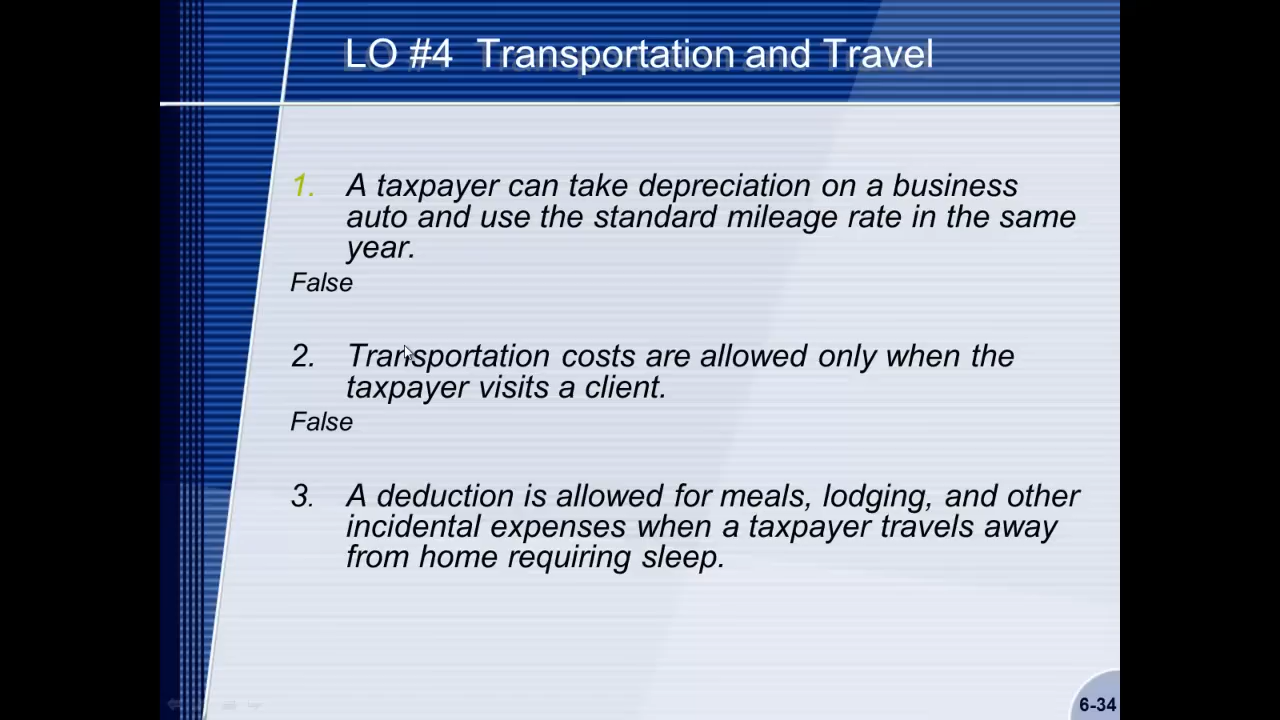 LO #4 Transportation and Travel
1. A taxpayer can take depreciation on a business
auto and use the standard mileage rate in the same
year.
False
2. Transportation costs are allowed only when the
taxpayer visits a client.
False
3. A deduction is allowed for meals, lodging, and other
incidental expenses when a taxpayer travels away
from home requiring sleep.
6-34